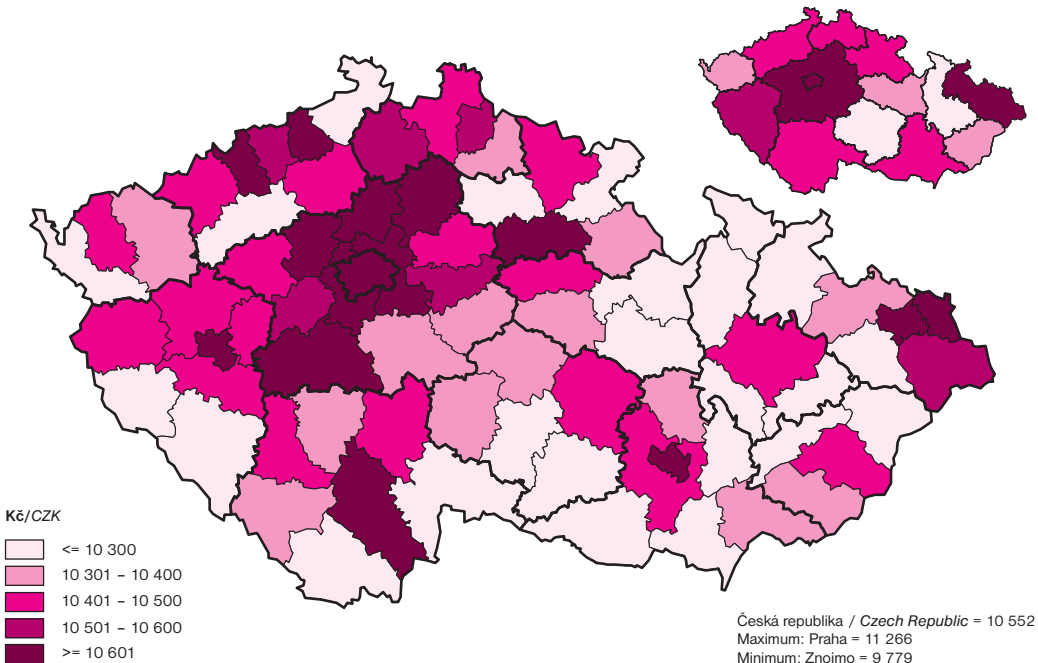 Kč/CZK
<= 10 300
10 301 – 10 400
10 401 – 10 500
10 501 – 10 600
>= 10 601
Česká republika / Czech Republic = 10 552
Maximum: Praha = 11 266
Minimum: Znojmo = 9 779